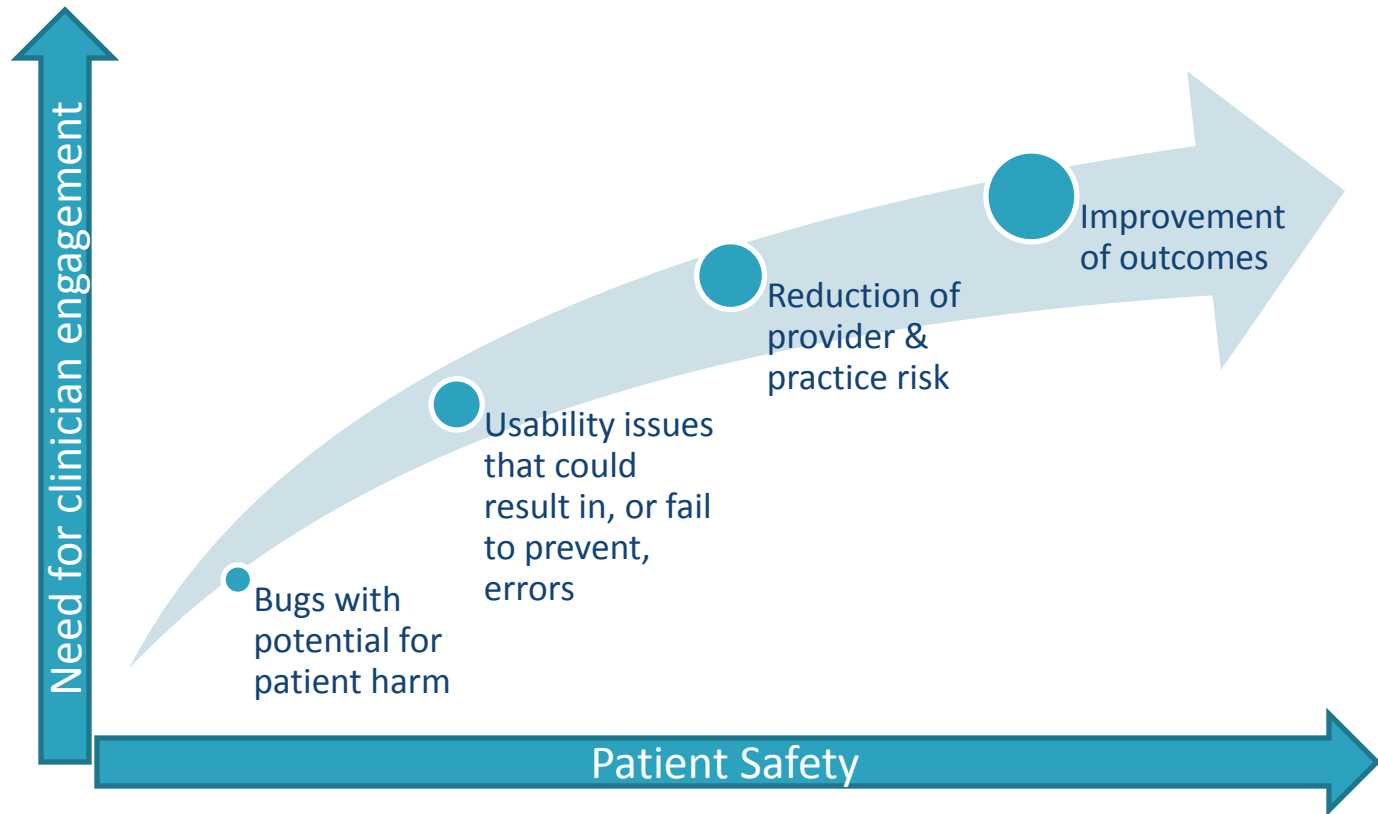 Need for clinician engagement
Improvement
of outcomes
Reduction of
provider &
practice risk
Usability issues
that could
result in, or fail
to prevent,
errors
Bugs with
potential for
patient harm
Patient Safety